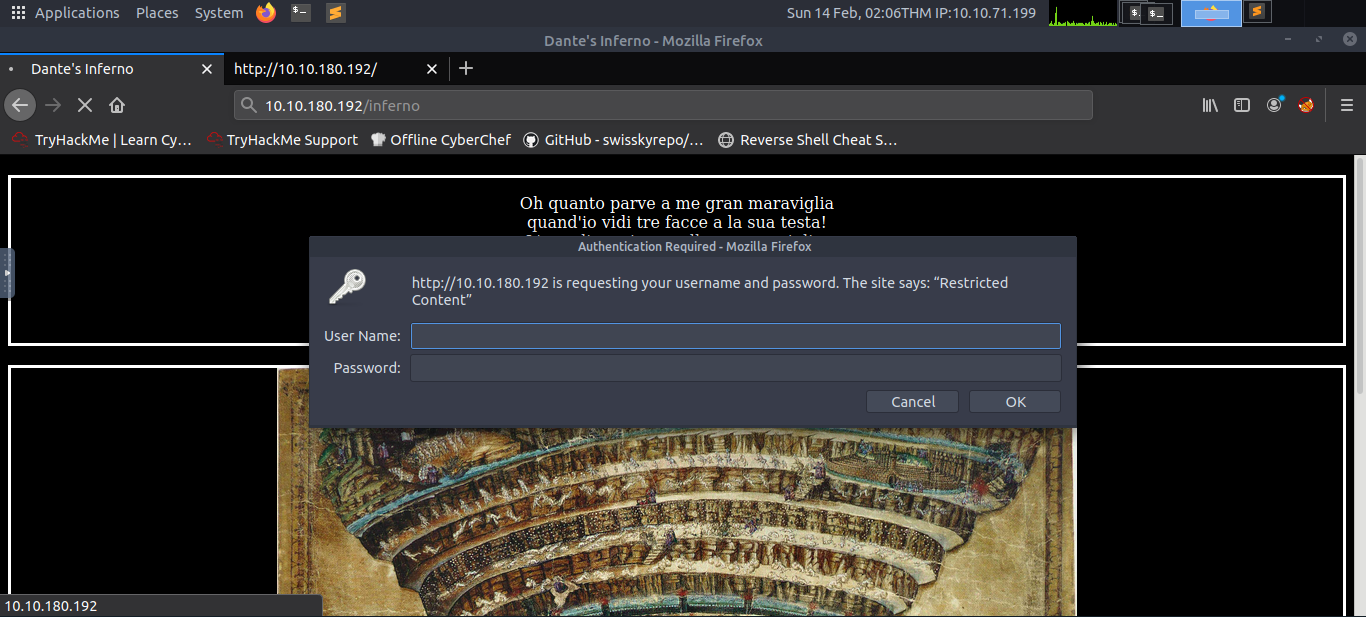 Applications Places System Sun 14 Feb, 02:06THM IP:10.10.71.199
Dante's Inferno - Mozilla Firefox
Dante's Inferno http://10.10.180.192/
10.10.180.192/inferno
TryHackMe | Learn Cy… TryHackMe Support Offline CyberChef GitHub - swisskyrepo/… Reverse Shell Cheat S…
Oh quanto parve a me gran maraviglia
quand'io vidi tre facce a la sua testa!
Authentication Required - Mozilla Firefox
http://10.10.180.192 is requesting your username and password. The site says: “Restricted
Content”
User Name:
Password:
Cancel OK
10.10.180.192